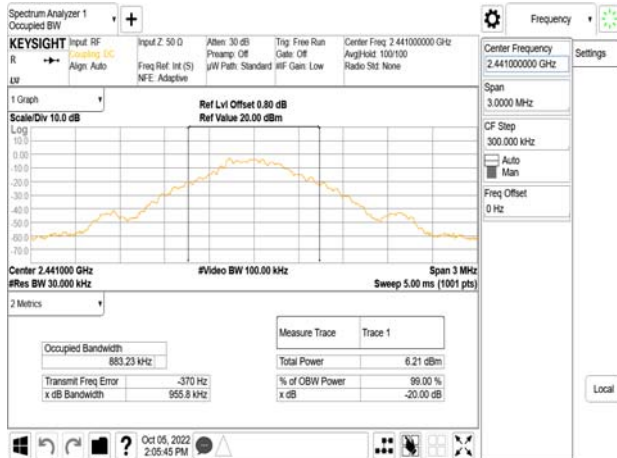 Spectrum Analyzer 1
Occupied BW
Frequency
KEYSIGHT
R
LU
Input: RF
Coupling: DC
Align: Auto
Input Z: 50 Ω
Freq Ref: Int (S)
NFE: Adaptive
Atten: 30 dB
Preamp: Off
µW Path: Standard
Trig: Free Run
Gate: Off
#IF Gain: Low
Center Freq: 2.441000000 GHz
Avg|Hold: 100/100
Radio Std: None
1 Graph
Scale/Div 10.0 dB
Ref Lvl Offset 0.80 dB
Ref Value 20.00 dBm
Log
10.0
0.00
-10.0
-20.0
-30.0
-40.0
-50.0
-60.0
-70.0
Center 2.441000 GHz
#Res BW 30.000 kHz
#Video BW 100.00 kHz
Span 3 MHz
Sweep 5.00 ms (1001 pts)
2 Metrics
Occupied Bandwidth
883.23 kHz
Transmit Freq Error -370 Hz
x dB Bandwidth 955.8 kHz
Measure Trace Trace 1
Total Power 6.21 dBm
% of OBW Power 99.00 %
x dB -20.00 dB
Center Frequency
2.441000000 GHz
Span
3.0000 MHz
CF Step
300.000 kHz
Auto
Man
Freq Offset
0 Hz
Settings
Local
?
Oct 05, 2022
2:05:45 PM